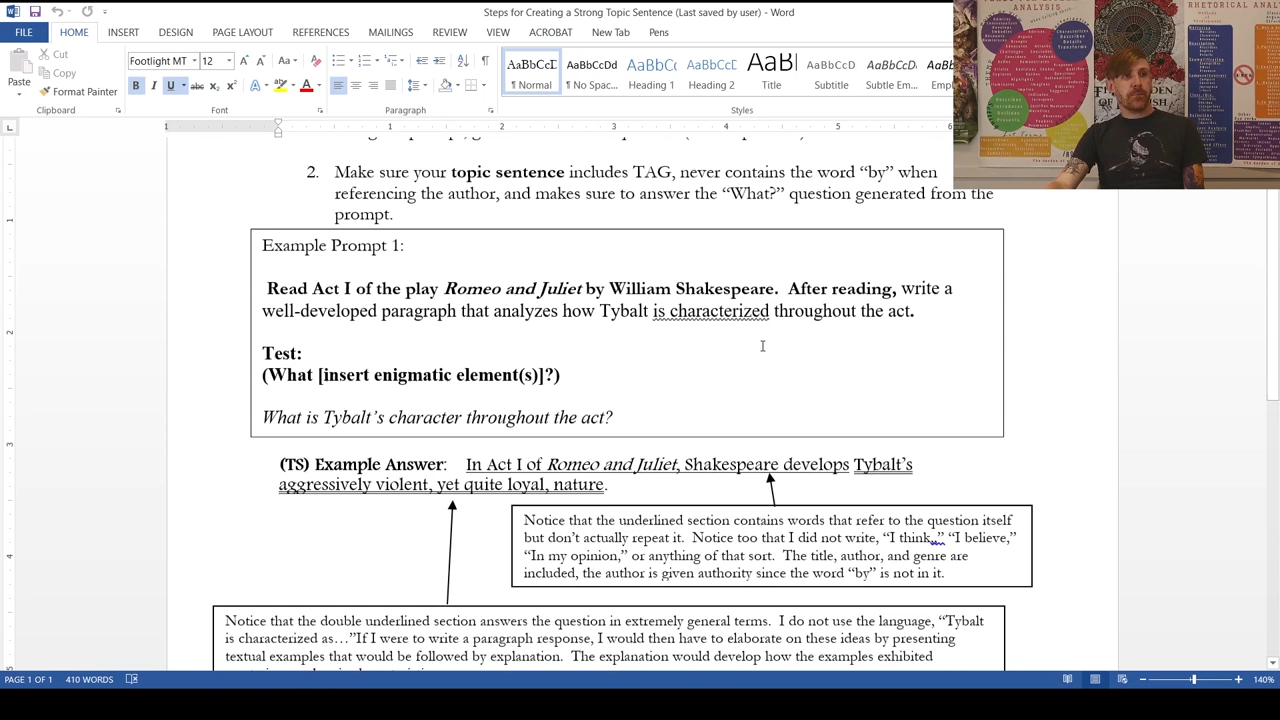 Steps for Creating a Strong Topic Sentence (Last saved by user) - Word
FILE HOME INSERT DESIGN PAGE LAYOUT REFERENCES MAILINGS REVIEW VIEW ACROBAT New Tab Pens
Paste
Cut
Copy
Format Painter
Clipboard
Footlight MT 12
Font
Paragraph
AaBbCcD AaBbCcDd AaBbCc AaBbCcD AaB AaBbCcD AaBbCcD AaB
Normal ¶ No Spac... Heading 1 Heading 2 Title Subtitle Subtle Em... Emp
Styles
2. Make sure your topic sentence includes TAG, never contains the word “by” when
referencing the author, and makes sure to answer the “What?” question generated from the
prompt.
Example Prompt 1:
Read Act I of the play Romeo and Juliet by William Shakespeare. After reading, write a
well-developed paragraph that analyzes how Tybalt is characterized throughout the act.
Test:
(What [insert enigmatic element(s)]?)
What is Tybalt’s character throughout the act?
(TS) Example Answer: In Act I of Romeo and Juliet, Shakespeare develops Tybalt’s
aggressively violent, yet quite loyal, nature.
Notice that the underlined section contains words that refer to the question itself
but don’t actually repeat it. Notice too that I did not write, “I think,,” “I believe,”
“In my opinion,” or anything of that sort. The title, author, and genre are
included, the author is given authority since the word “by” is not in it.
Notice that the double underlined section answers the question in extremely general terms. I do not use the language, “Tybalt
is characterized as…”If I were to write a paragraph response, I would then have to elaborate on these ideas by presenting
textual examples that would be followed by explanation. The explanation would develop how the examples exhibited
PAGE 1 OF 1 410 WORDS 140%